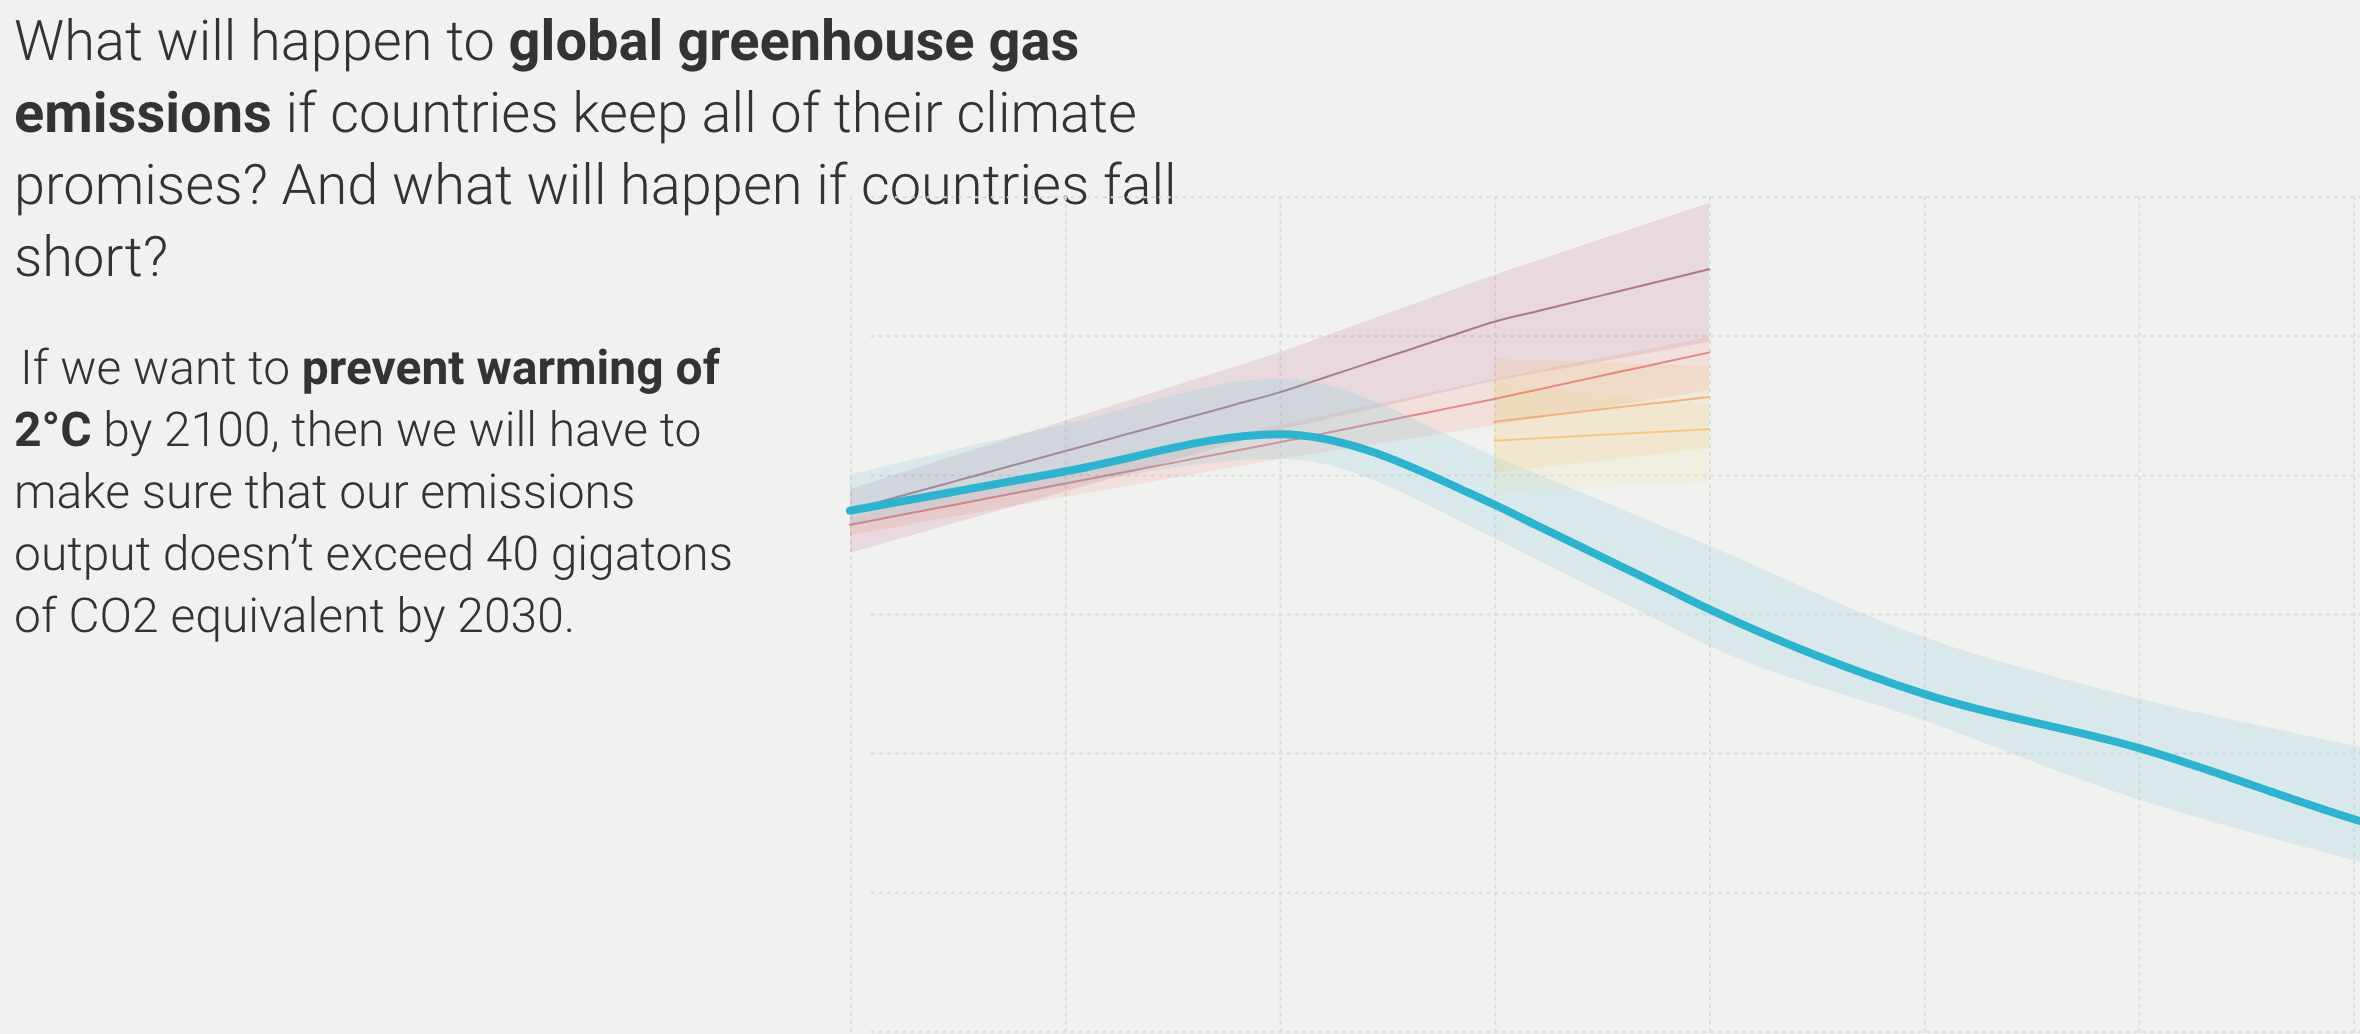 What will happen to global greenhouse gas
emissions if countries keep all of their climate
promises? And what will happen if countries fall
short?
If we want to prevent warming of
2°C by 2100, then we will have to
make sure that our emissions
output doesn’t exceed 40 gigatons
of CO2 equivalent by 2030.